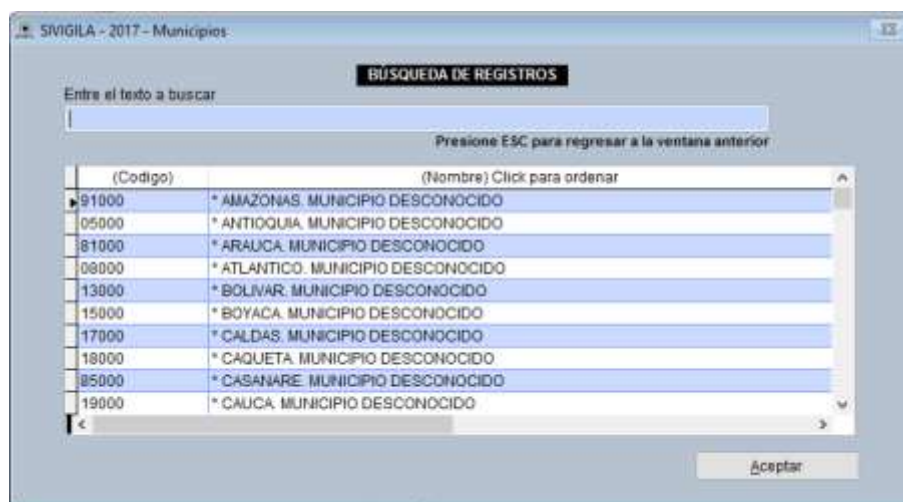 SIVIGILA - 2017 - Municipios
BÚSQUEDA DE REGISTROS
Entre el texto a buscar
Presione ESC para regresar a la ventana anterior
(Codigo) (Nombre) Click para ordenar
91000 * AMAZONAS. MUNICIPIO DESCONOCIDO
05000 * ANTIOQUIA. MUNICIPIO DESCONOCIDO
81000 * ARAUCA. MUNICIPIO DESCONOCIDO
08000 * ATLANTICO. MUNICIPIO DESCONOCIDO
13000 * BOLIVAR. MUNICIPIO DESCONOCIDO
15000 * BOYACA. MUNICIPIO DESCONOCIDO
17000 * CALDAS. MUNICIPIO DESCONOCIDO
18000 * CAQUETA. MUNICIPIO DESCONOCIDO
85000 * CASANARE. MUNICIPIO DESCONOCIDO
19000 * CAUCA. MUNICIPIO DESCONOCIDO
Aceptar